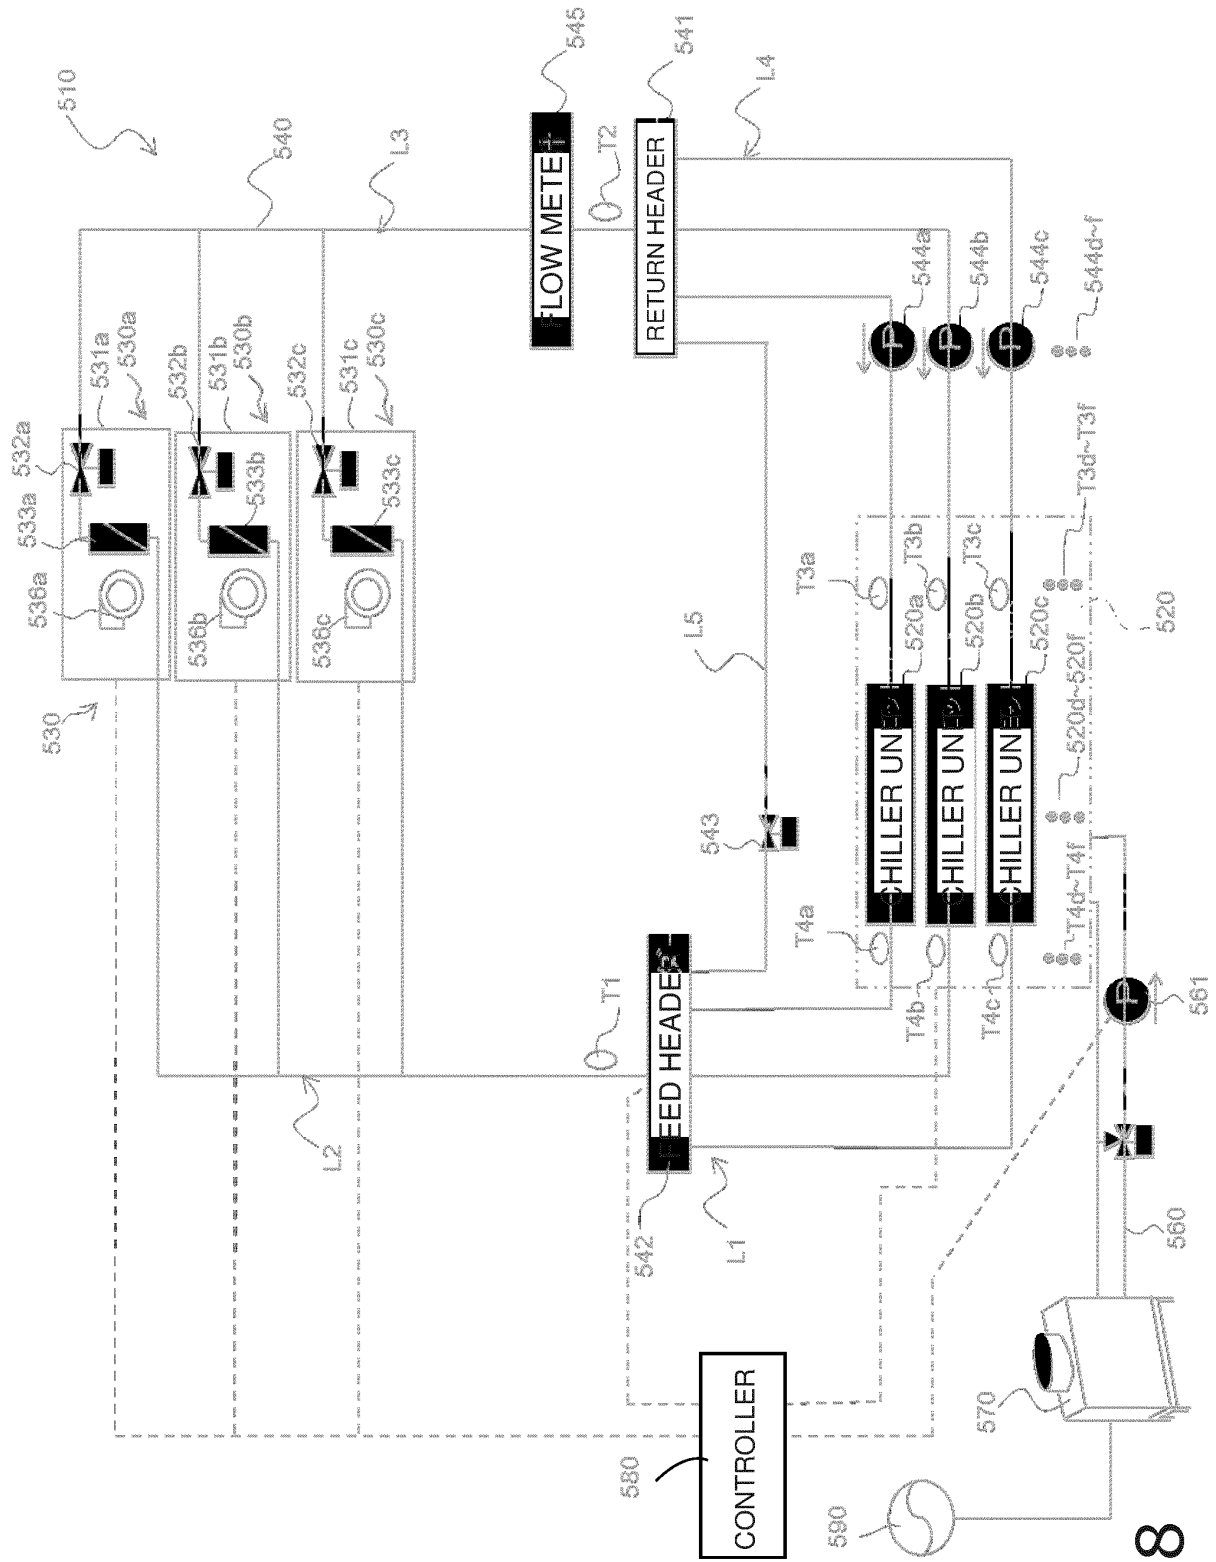 510
540
L3
545
541
T2
L4
532a
531a
530a
533a
536a
530
532b
531b
530b
533b
536b
532c
531c
530c
533c
536c
L2
T1
L5
543
FLOW METE
RETURN HEADER
FEED HEADER
542
L1
580
CONTROLLER
544a
544b
544c
544d~f
P
P
P
T3a
T3b
T3c
T3d~T3f
CHILLER UN
CHILLER UN
CHILLER UN
520a
520b
520c
520d~520f
520
T4a
T4b
T4c
T4d~T4f
P
561
560
570
590
8